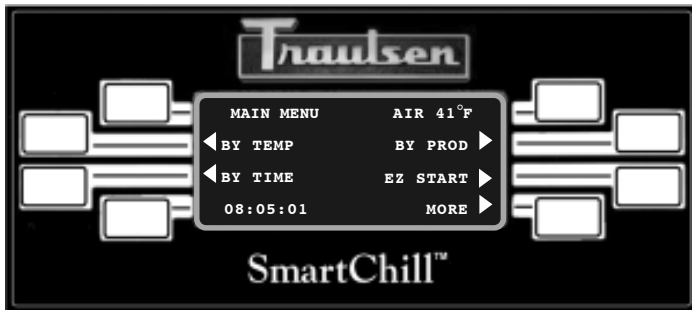 Traulsen
MAIN MENU AIR 41°F
BY TEMP BY PROD
BY TIME EZ START
08:05:01 MORE
SmartChill™